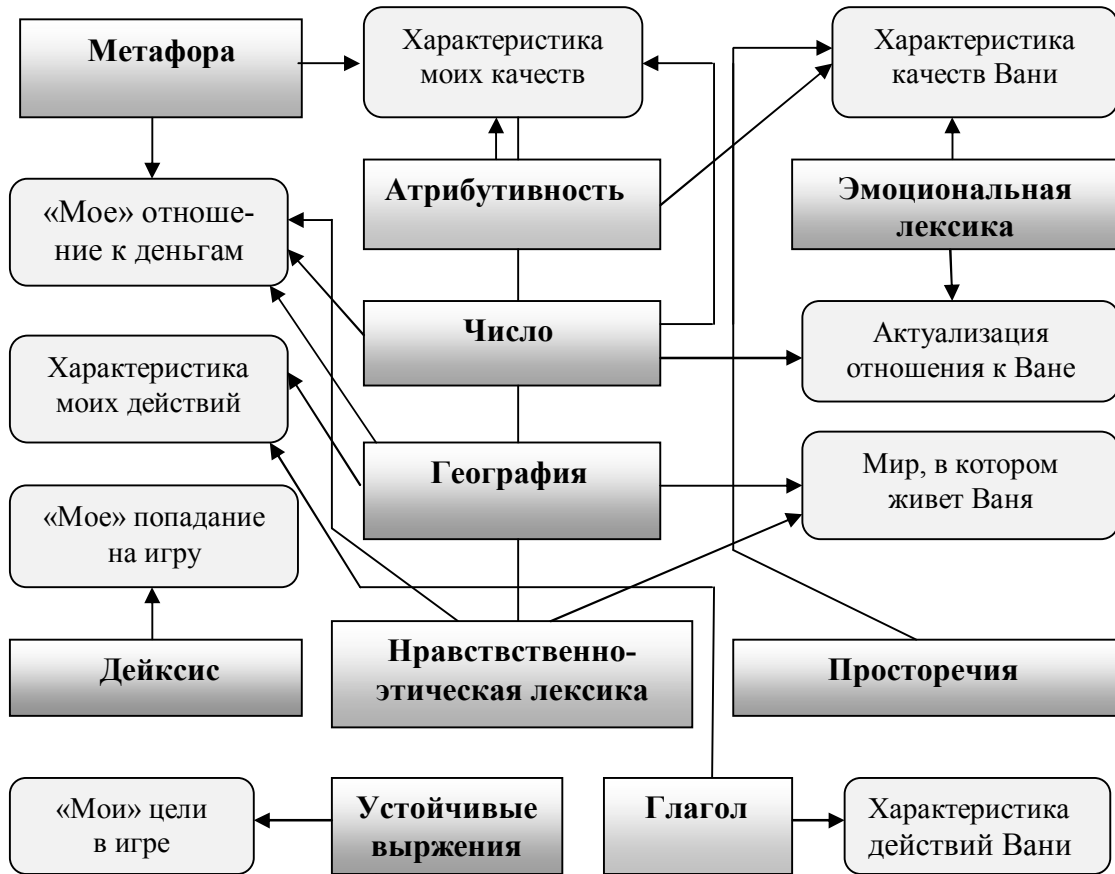 Метафора
Характеристика
моих качеств
Характеристика
качеств Вани
Атрибутивность
Эмоциональная
лексика
«Мое» отноше-
ние к деньгам
Число
Актуализация
отношения к Ване
Характеристика
моих действий
География
Мир, в котором
живет Ваня
«Мое» попадание
на игру
Дейксис
Нравствственно-
этическая лексика
Просторечия
«Мои» цели
в игре
Устойчивые
выржения
Глагол
Характеристика
действий Вани